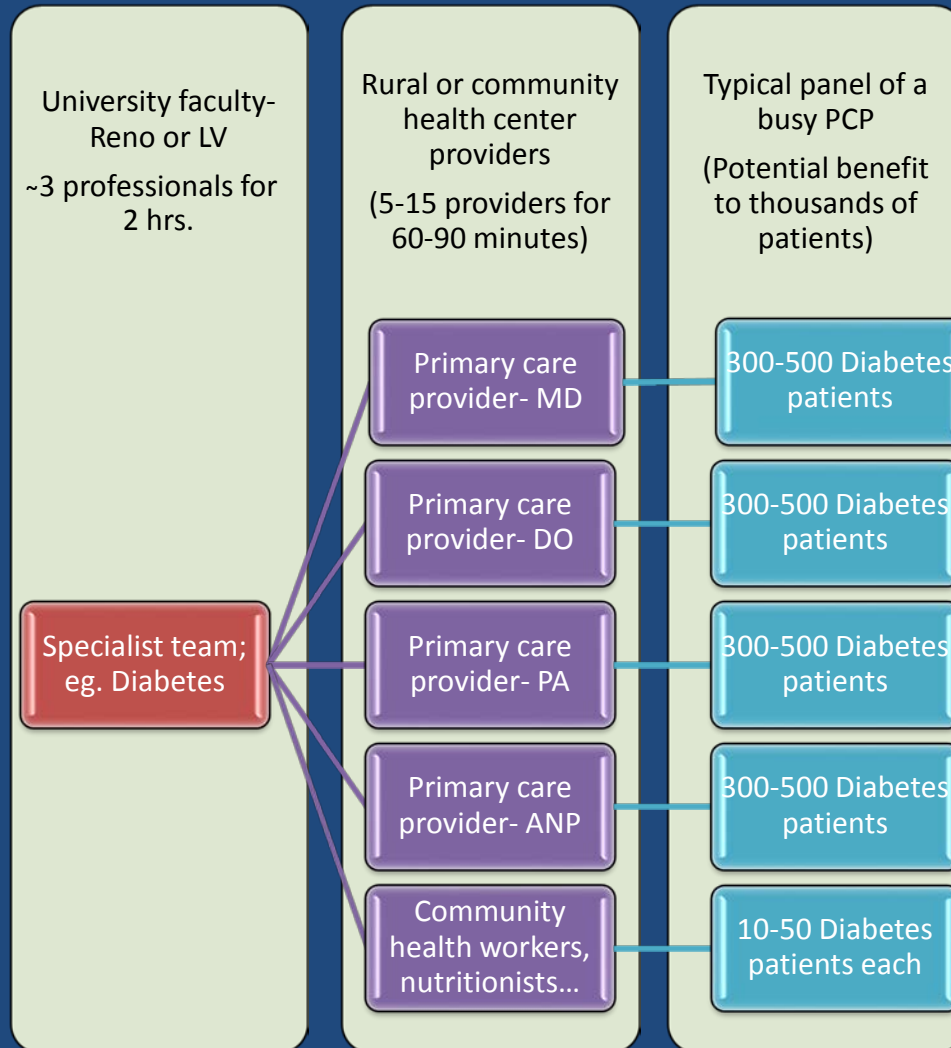 University faculty-
Reno or LV
~3 professionals for
2 hrs.
Specialist team;
eg. Diabetes
Rural or community
health center
providers
(5-15 providers for
60-90 minutes)
Primary care
provider- MD
Primary care
provider- DO
Primary care
provider- PA
Primary care
provider- ANP
Community
health workers,
nutritionists…
Typical panel of a
busy PCP
(Potential benefit
to thousands of
patients)
300-500 Diabetes
patients
300-500 Diabetes
patients
300-500 Diabetes
patients
300-500 Diabetes
patients
10-50 Diabetes
patients each